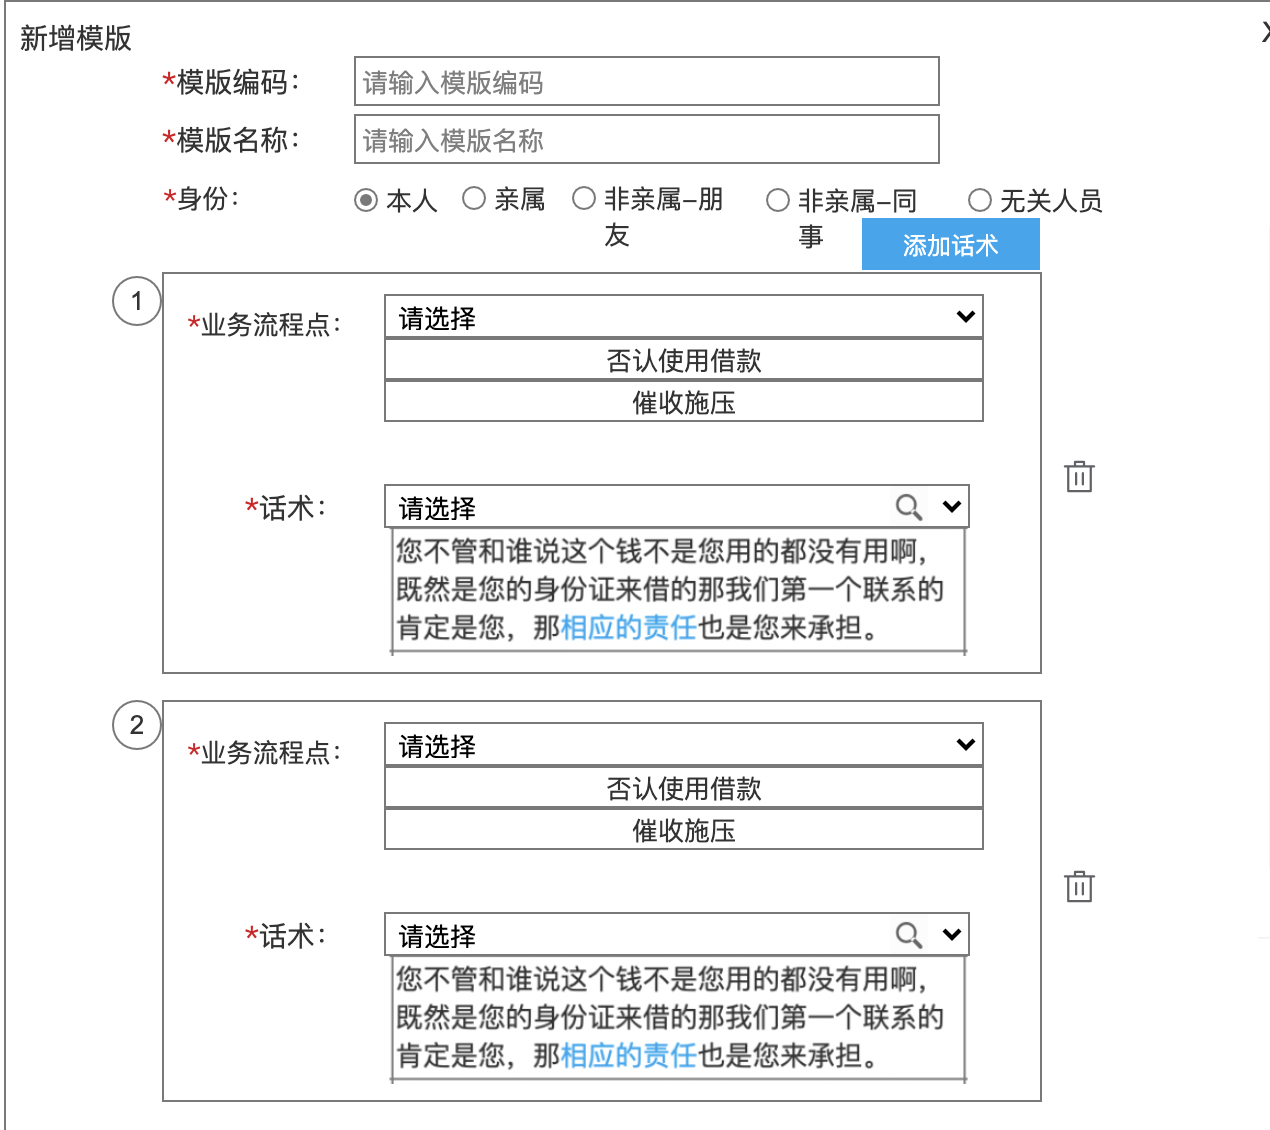 新增模版
X
*模版编码：
请输入模版编码
*模版名称：
请输入模版名称
*身份：
本人
亲属
非亲属-朋
友
非亲属-同
事
无关人员
添加话术
1
*业务流程点：
请选择
否认使用借款
催收施压
*话术：
请选择
您不管和谁说这个钱不是您用的都没有用啊，
既然是您的身份证来借的那我们第一个联系的
肯定是您，那相应的责任也是您来承担。
2
*业务流程点：
请选择
否认使用借款
催收施压
*话术：
请选择
您不管和谁说这个钱不是您用的都没有用啊，
既然是您的身份证来借的那我们第一个联系的
肯定是您，那相应的责任也是您来承担。